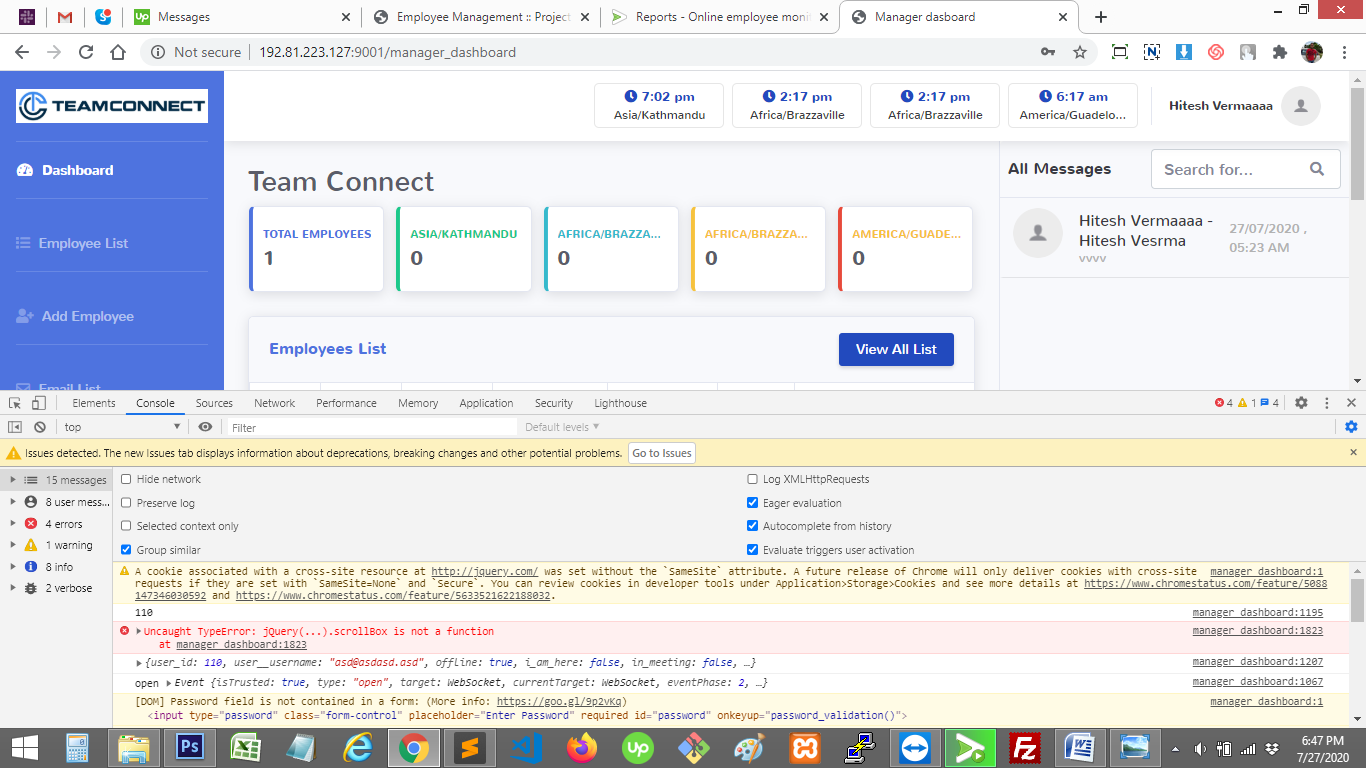 Messages
Employee Management :: Project
Reports - Online employee moni
Manager dasboard
Not secure
192.81.223.127:9001/manager_dashboard
TEAMCONNECT
7:02 pm
Asia/Kathmandu
2:17 pm
Africa/Brazzaville
2:17 pm
Africa/Brazzaville
6:17 am
America/Guadelo...
Hitesh Vermaaaa
Dashboard
Employee List
Add Employee
Email List
Team Connect
TOTAL EMPLOYEES
1
ASIA/KATHMANDU
0
AFRICA/BRAZZA...
0
AFRICA/BRAZZA...
0
AMERICA/GUADE...
0
Employees List
View All List
All Messages
Search for...
Hitesh Vermaaaa -
Hitesh Vesrma
vvvv
27/07/2020 ,
05:23 AM
Elements Console Sources Network Performance Memory Application Security Lighthouse
4 1 4
top
Filter
Default levels
Issues detected. The new Issues tab displays information about deprecations, breaking changes and other potential problems.
Go to Issues
15 messages
8 user mess...
4 errors
1 warning
8 info
2 verbose
Hide network
Preserve log
Selected context only
Group similar
Log XMLHttpRequests
Eager evaluation
Autocomplete from history
Evaluate triggers user activation
A cookie associated with a cross-site resource at http://jquery.com/ was set without the `SameSite` attribute. A future release of Chrome will only deliver cookies with cross-site manager_dashboard:1
requests if they are set with `SameSite=None` and `Secure`. You can review cookies in developer tools under Application>Storage>Cookies and see more details at https://www.chromestatus.com/feature/5088
147346030592 and https://www.chromestatus.com/feature/5633521622188032.
110 manager_dashboard:1195
Uncaught TypeError: jQuery(...).scrollBox is not a function manager_dashboard:1823
at manager_dashboard:1823
{user_id: 110, user__username: "asd@asdasd.asd", offline: true, i_am_here: false, in_meeting: false, …} manager_dashboard:1207
open Event {isTrusted: true, type: "open", target: WebSocket, currentTarget: WebSocket, eventPhase: 2, …} manager_dashboard:1067
[DOM] Password field is not contained in a form: (More info: https://goo.gl/9p2vKq) manager_dashboard:1
<input type="password" class="form-control" placeholder="Enter Password" required id="password" onkeyup="password_validation()">
6:47 PM
7/27/2020